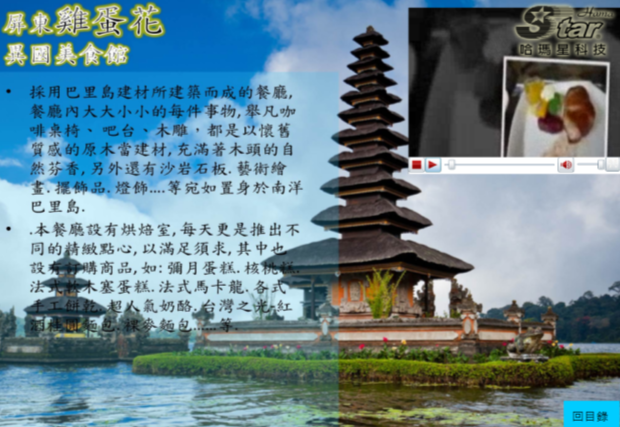 屏東雞蛋花
異國美食館
Hama
Star
哈瑪星科技
• 採用巴里島建材所建築而成的餐廳,
餐廳內大大小小的每件事物,舉凡咖
啡桌椅、吧台、木雕,都是以懷舊
質感的原木當建材,充滿著木頭的自
然芬香,另外還有沙岩石板.藝術繪
畫.擺飾品.燈飾....等宛如置身於南洋
巴里島.
• .本餐廳設有烘焙室,每天更是推出不
同的精緻點心,以滿足須求,其中也
設有訂購商品,如:彌月蛋糕.核桃糕.
法式軟木塞蛋糕.法式馬卡龍.各式
手工餅乾.超人氣奶酪.台灣之光.紅
麵包.麵包......等.
回目錄